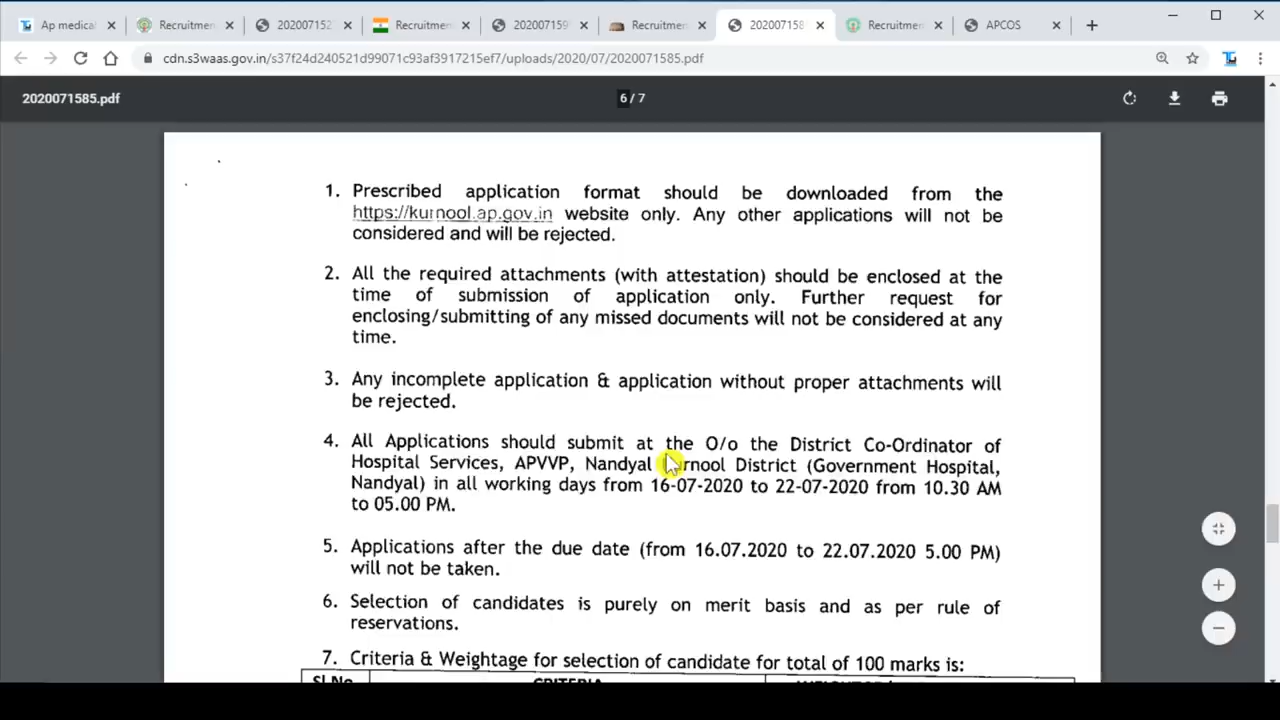 Ap medical
Recruitmen
202007152
Recruitmen
202007159
Recruitmen
2020071585
Recruitmen
APCOS
cdn.s3waas.gov.in/s37f24d240521d99071c93af3917215ef7/uploads/2020/07/2020071585.pdf
2020071585.pdf
6 / 7
1. Prescribed application format should be downloaded from the
https://kurnool.ap.gov.in website only. Any other applications will not be
considered and will be rejected.
2. All the required attachments (with attestation) should be enclosed at the
time of submission of application only. Further request for
enclosing/submitting of any missed documents will not be considered at any
time.
3. Any incomplete application & application without proper attachments will
be rejected.
4. All Applications should submit at the O/o the District Co-Ordinator of
Hospital Services, APVVP, Nandyal Kurnool District (Government Hospital,
Nandyal) in all working days from 16-07-2020 to 22-07-2020 from 10.30 AM
to 05.00 PM.
5. Applications after the due date (from 16.07.2020 to 22.07.2020 5.00 PM)
will not be taken.
6. Selection of candidates is purely on merit basis and as per rule of
reservations.
7. Criteria & Weightage for selection of candidate for total of 100 marks is:
Sl.No
CRITERIA